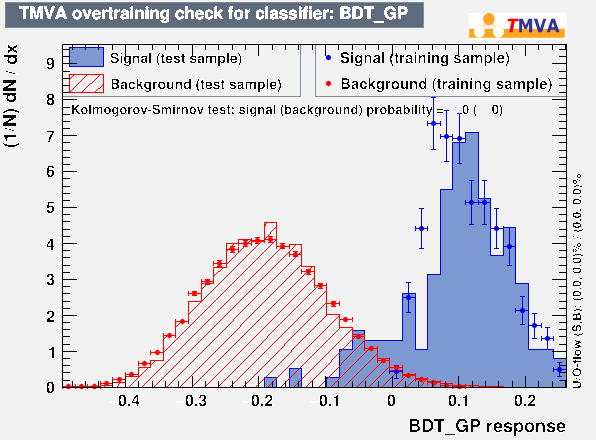 TMVA overtraining check for classifier: BDT_GP
TMVA
Signal (test sample)
Background (test sample)
Signal (training sample)
Background (training sample)
Kolmogorov-Smirnov test: signal (background) probability = 0 ( 0)
(1/N) dN / dx
9
8
7
6
5
4
3
2
1
0
−0.4 −0.3 −0.2 −0.1 0 0.1 0.2
BDT_GP response
U/O-flow (S,B): (0.0, 0.0)% / (0.0, 0.0)%